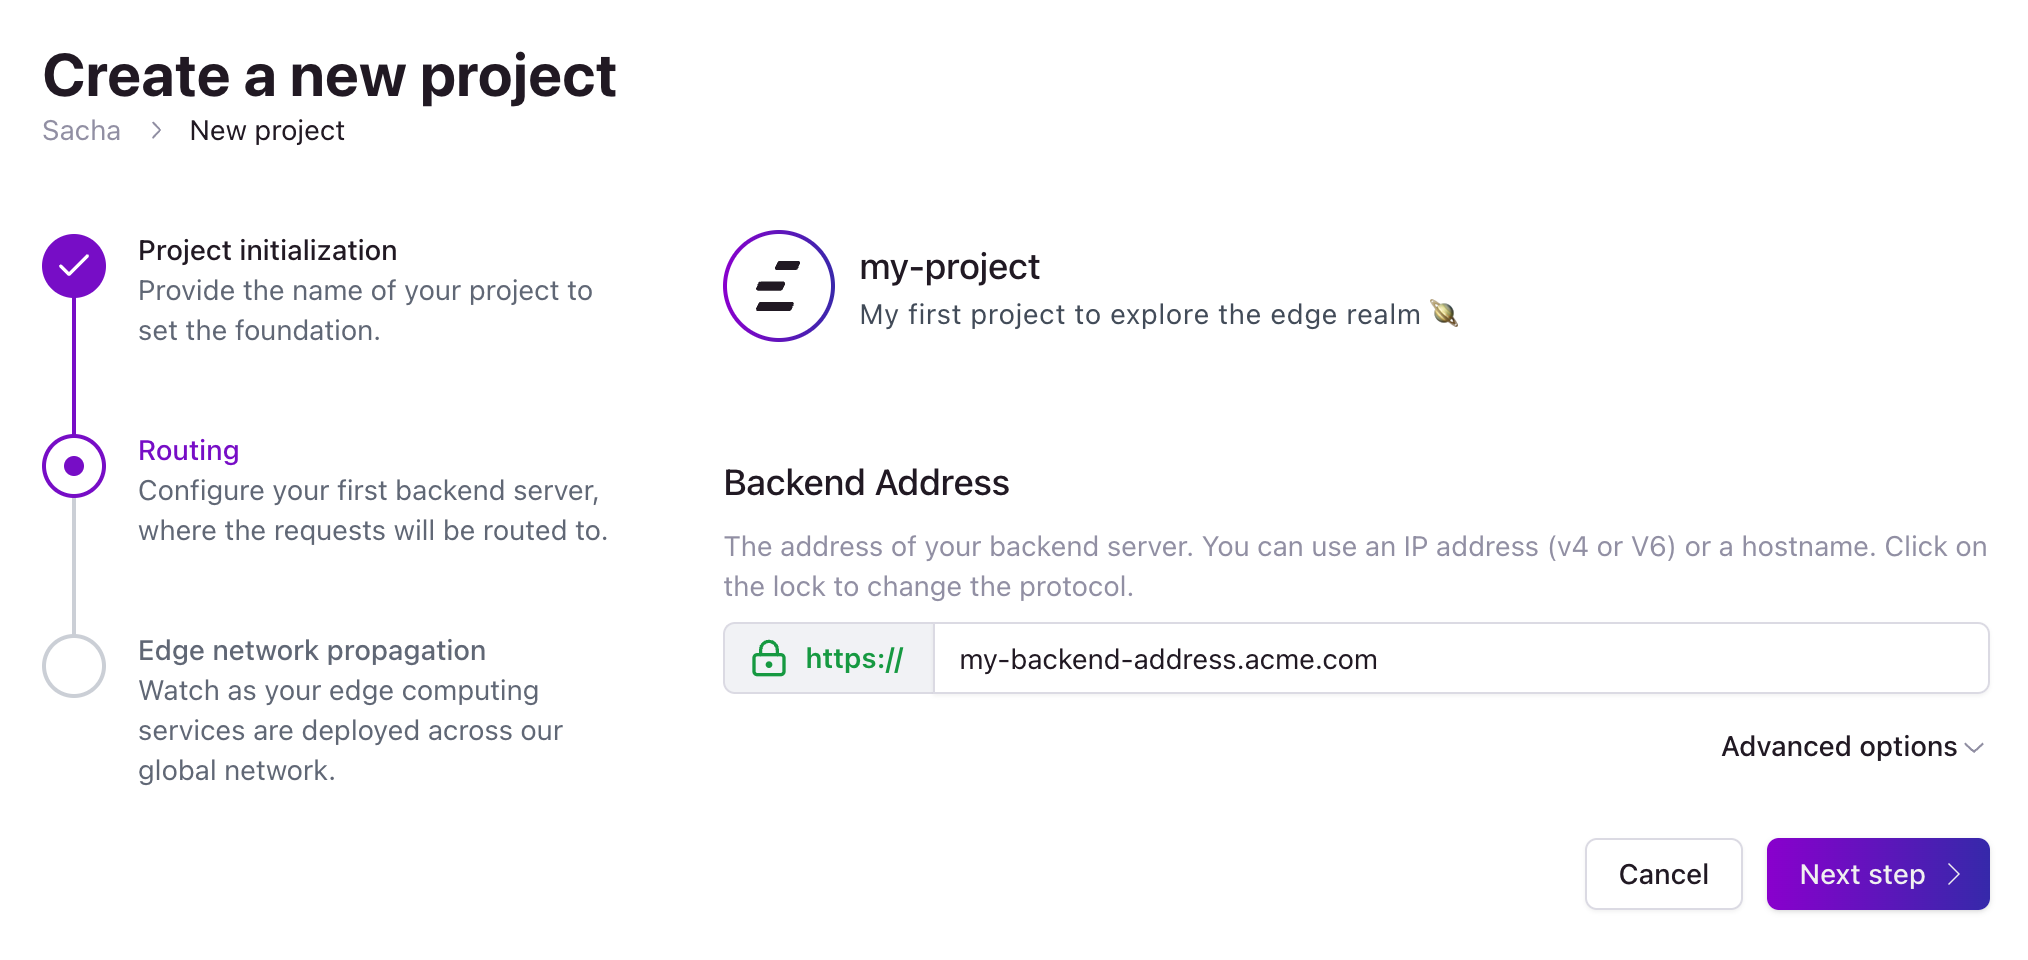 Create a new project
Sacha > New project
Project initialization
Provide the name of your project to
set the foundation.
Routing
Configure your first backend server,
where the requests will be routed to.
Edge network propagation
Watch as your edge computing
services are deployed across our
global network.
my-project
My first project to explore the edge realm 🪐
Backend Address
The address of your backend server. You can use an IP address (v4 or V6) or a hostname. Click on
the lock to change the protocol.
https:// my-backend-address.acme.com
Advanced options
Cancel
Next step